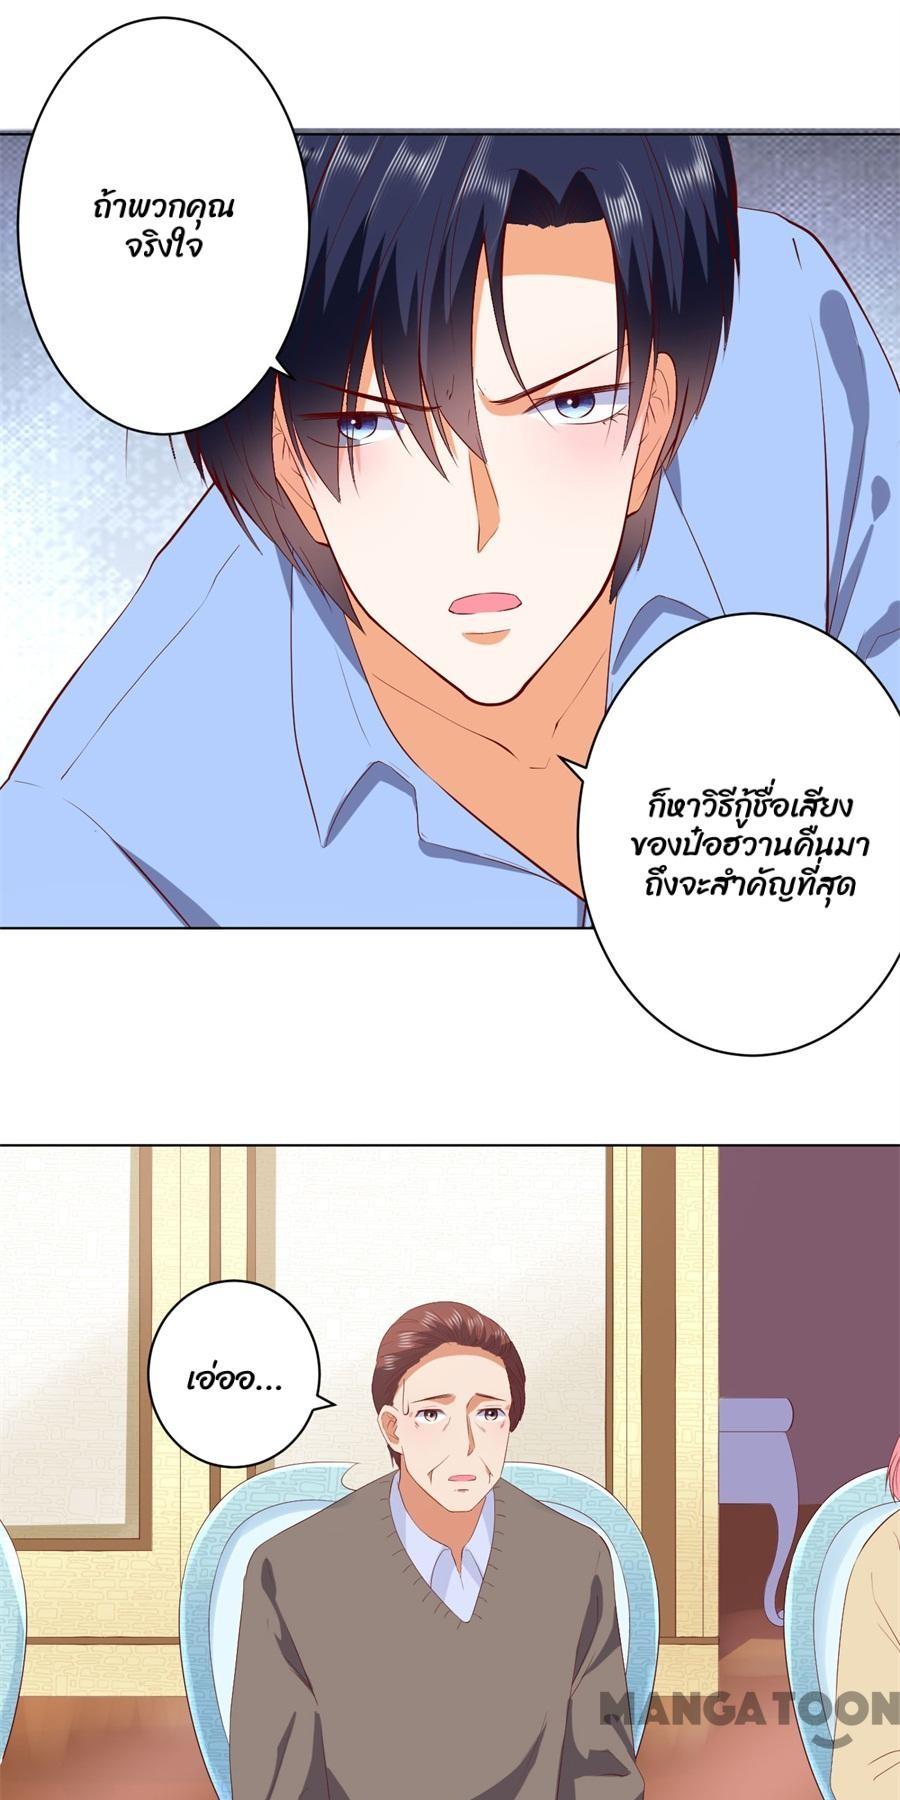 ถ้าพวกคุณ
จริงใจ
ก็หาวิธีกู้ชื่อเสียง
ของป๋อฮวานคืนมา
ถึงจะสำคัญที่สุด
เอ่ออ...
MANGATOON